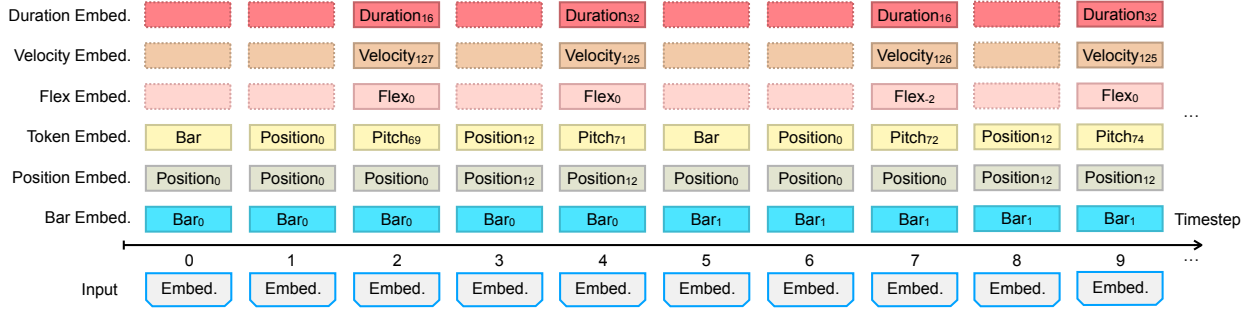 Duration Embed. Duration₁₆ Duration₃₂ Duration₁₆ Duration₃₂
Velocity Embed. Velocity₁₂₇ Velocity₁₂₅ Velocity₁₂₆ Velocity₁₂₅
Flex Embed. Flex₀ Flex₀ Flex₋₂ Flex₀
...
Token Embed. Bar Position₀ Pitch₆₉ Position₁₂ Pitch₇₁ Bar Position₀ Pitch₇₂ Position₁₂ Pitch₇₄
Position Embed. Position₀ Position₀ Position₀ Position₁₂ Position₁₂ Position₀ Position₀ Position₀ Position₁₂ Position₁₂
Bar Embed. Bar₀ Bar₀ Bar₀ Bar₀ Bar₀ Bar₁ Bar₁ Bar₁ Bar₁ Bar₁ Timestep
0 1 2 3 4 5 6 7 8 9 ...
Input Embed. Embed. Embed. Embed. Embed. Embed. Embed. Embed. Embed. Embed.